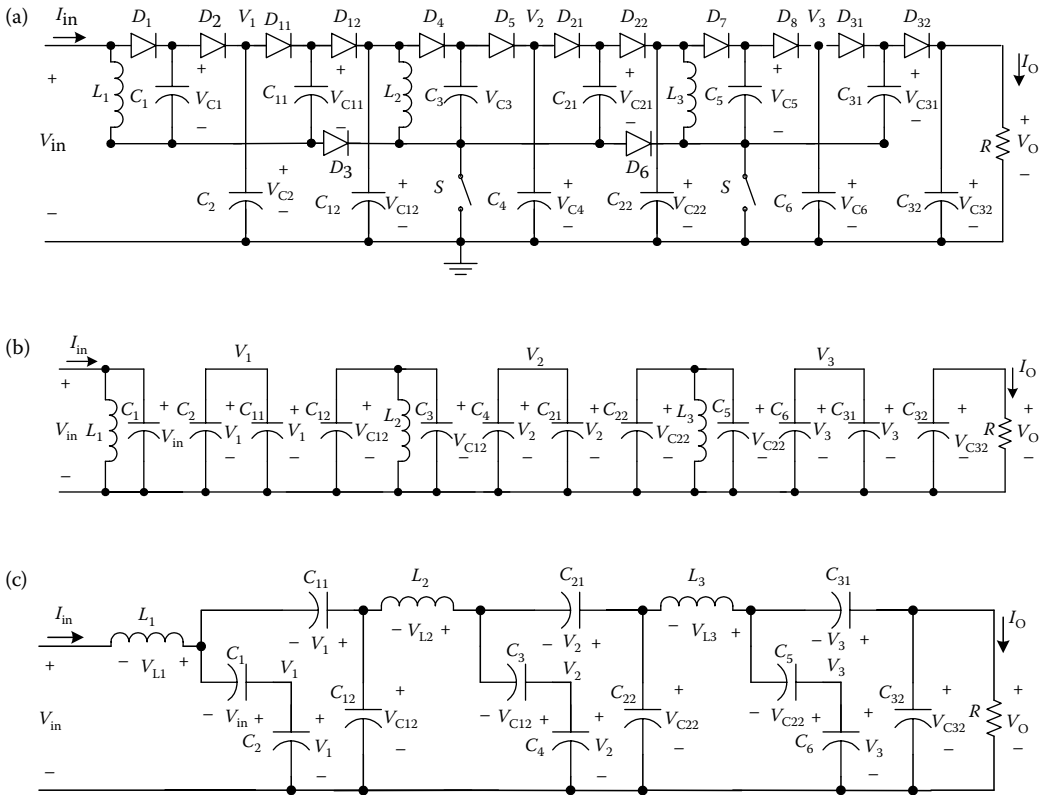 (a)
I_in D_1 D_2 V_1 D_11 D_12 D_4 D_5 V_2 D_21 D_22 D_7 D_8 V_3 D_31 D_32
I_O
+ L_1 C_1 + V_C1 − C_11 + V_C11 − L_2 C_3 + V_C3 − C_21 + V_C21 − L_3 C_5 + V_C5 − C_31 + V_C31 −
V_in D_3 D_6 R + V_O −
− C_2 + V_C2 − C_12 + V_C12 − S C_4 + V_C4 − C_22 + V_C22 − S C_6 + V_C6 − C_32 + V_C32 −
(b)
I_in V_1 V_2 V_3 I_O
+ C_1 + C_2 + C_11 + C_12 + C_3 + C_4 + C_21 + C_22 + C_5 + C_6 + C_31 + C_32 + +
V_in L_1 V_in V_1 V_1 V_C12 L_2 V_C12 V_2 V_2 V_C22 L_3 V_C22 V_3 V_3 V_C32 R V_O
− − − − − − − − − − − − − −
(c)
C_11 L_2 C_21 L_3 C_31
I_in L_1 − V_1 + − V_L2 + − V_2 + − V_L3 + − V_3 + I_O
+ − V_L1 + C_1 V_1 C_3 V_2 C_5 V_3
V_in − V_in + C_12 + V_C12 − − V_C12 + C_22 + V_C22 − − V_C22 + C_32 + V_C32 − R + V_O −
− C_2 + V_1 − C_4 + V_2 − C_6 + V_3 −